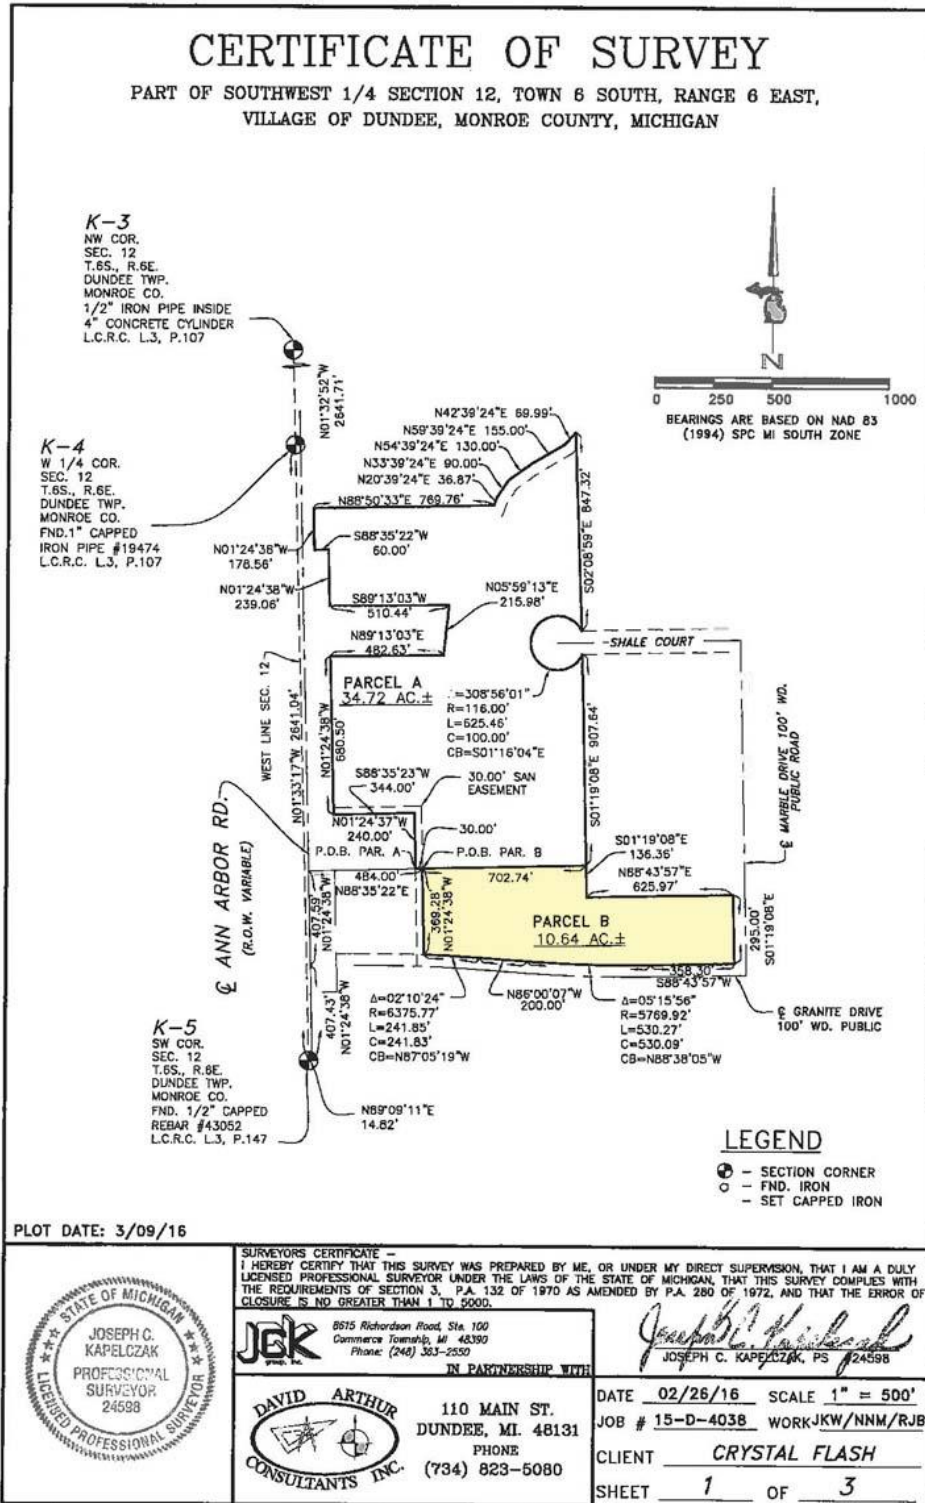 CERTIFICATE OF SURVEY
PART OF SOUTHWEST 1/4 SECTION 12, TOWN 6 SOUTH, RANGE 6 EAST,
VILLAGE OF DUNDEE, MONROE COUNTY, MICHIGAN
K-3
NW COR.
SEC. 12
T.6S., R.6E.
DUNDEE TWP.
MONROE CO.
1/2" IRON PIPE INSIDE
4" CONCRETE CYLINDER
L.C.R.C. L.3, P.107
N01°32'52"W
2641.71'
N
0 250 500 1000
BEARINGS ARE BASED ON NAD 83
(1994) SPC MI SOUTH ZONE
K-4
W 1/4 COR.
SEC. 12
T.6S., R.6E.
DUNDEE TWP.
MONROE CO.
FND.1" CAPPED
IRON PIPE #19474
L.C.R.C. L.3, P.107
N42°39'24"E 69.99'
N59°39'24"E 155.00'
N54°39'24"E 130.00'
N33°39'24"E 90.00'
N20°39'24"E 36.87'
N88°50'33"E 769.76'
S02°08'59"E 847.32'
N01°24'38"W
178.56'
S88°35'22"W
60.00'
N01°24'38"W
239.06'
S89°13'03"W
510.44'
N05°59'13"E
215.98'
N89°13'03"E
482.63'
SHALE COURT
PARCEL A
34.72 AC.±
=308°56'01"
R=116.00'
L=625.46'
C=100.00'
CB=S01°16'04"E
WEST LINE SEC. 12
N01°33'17"W 2641.04'
N01°24'38"W
680.50'
S01°19'08"E 907.64'
℄ MARBLE DRIVE 100' WD.
PUBLIC ROAD
S88°35'23"W
344.00'
30.00' SAN
EASEMENT
N01°24'37"W
240.00'
30.00'
P.O.B. PAR. A
P.O.B. PAR. B
S01°19'08"E
136.36'
℄ ANN ARBOR RD.
(R.O.W. VARIABLE)
484.00'
N88°35'22"E
702.74'
N88°43'57"E
625.97'
407.59'
N01°24'38"W
369.28'
N01°24'38"W
PARCEL B
10.64 AC.±
295.00'
S01°19'08"E
358.30'
S88°43'57"W
407.43'
N01°24'38"W
Δ=02°10'24"
R=6375.77'
L=241.85'
C=241.83'
CB=N87°05'19"W
N86°00'07"W
200.00'
Δ=05°15'56"
R=5769.92'
L=530.27'
C=530.09'
CB=N88°38'05"W
℄ GRANITE DRIVE
100' WD. PUBLIC
K-5
SW COR.
SEC. 12
T.6S., R.6E.
DUNDEE TWP.
MONROE CO.
FND. 1/2" CAPPED
REBAR #43052
L.C.R.C. L.3, P.147
N89°09'11"E
14.82'
LEGEND
- SECTION CORNER
- FND. IRON
- SET CAPPED IRON
PLOT DATE: 3/09/16
STATE OF MICHIGAN
JOSEPH C.
KAPELCZAK
PROFESSIONAL
SURVEYOR
24598
LICENSED PROFESSIONAL SURVEYOR
SURVEYORS CERTIFICATE -
I HEREBY CERTIFY THAT THIS SURVEY WAS PREPARED BY ME, OR UNDER MY DIRECT SUPERVISION, THAT I AM A DULY
LICENSED PROFESSIONAL SURVEYOR UNDER THE LAWS OF THE STATE OF MICHIGAN, THAT THIS SURVEY COMPLIES WITH
THE REQUIREMENTS OF SECTION 3, P.A. 132 OF 1970 AS AMENDED BY P.A. 280 OF 1972, AND THAT THE ERROR OF
CLOSURE IS NO GREATER THAN 1 TO 5000.
JGK
group, inc.
8615 Richardson Road, Ste. 100
Commerce Township, MI 48390
Phone: (248) 363-2550
IN PARTNERSHIP WITH
JOSEPH C. KAPELCZAK, PS #24598
DAVID ARTHUR
CONSULTANTS INC.
110 MAIN ST.
DUNDEE, MI. 48131
PHONE
(734) 823-5080
DATE 02/26/16 SCALE 1" = 500'
JOB # 15-D-4038 WORK JKW/NNM/RJB
CLIENT CRYSTAL FLASH
SHEET 1 OF 3